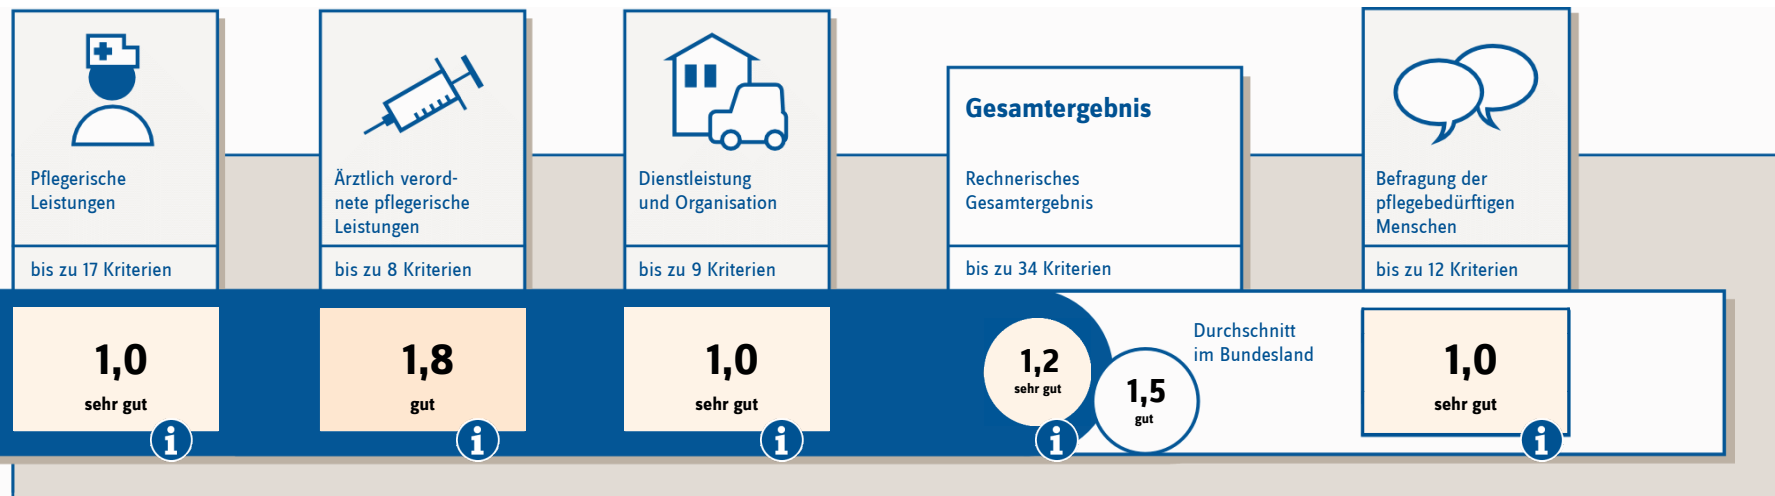 Pflegerische
Leistungen
bis zu 17 Kriterien
1,0
sehr gut
Ärztlich verord-
nete pflegerische
Leistungen
bis zu 8 Kriterien
1,8
gut
Dienstleistung
und Organisation
bis zu 9 Kriterien
1,0
sehr gut
Gesamtergebnis
Rechnerisches
Gesamtergebnis
bis zu 34 Kriterien
1,2
sehr gut
1,5
gut
Durchschnitt
im Bundesland
Befragung der
pflegebedürftigen
Menschen
bis zu 12 Kriterien
1,0
sehr gut